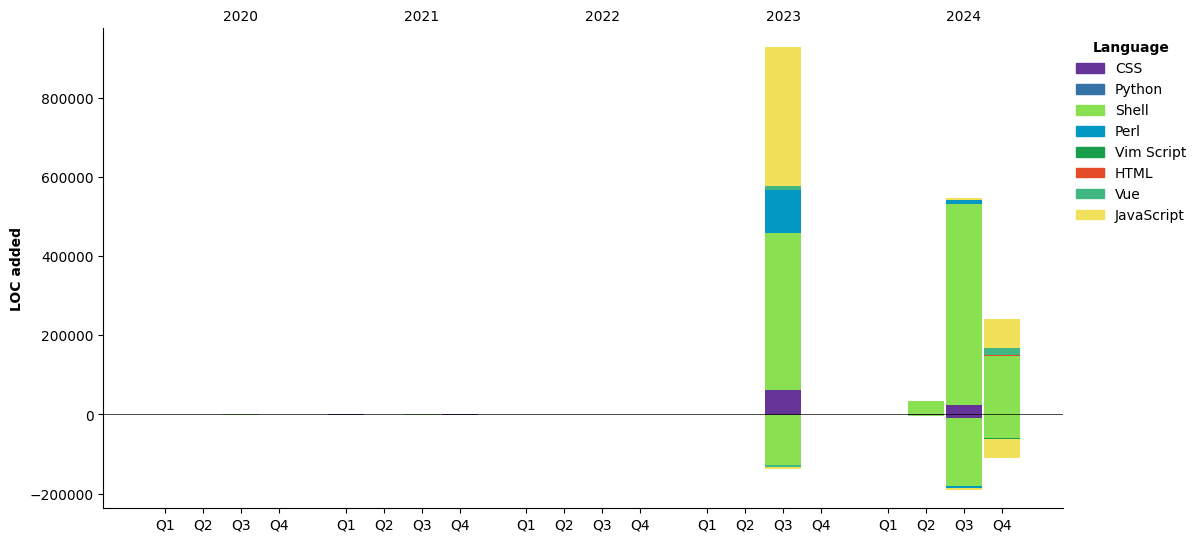 2020 2021 2022 2023 2024
Language
CSS
Python
Shell
Perl
Vim Script
HTML
Vue
JavaScript
LOC added
800000
600000
400000
200000
0
−200000
Q1 Q2 Q3 Q4 Q1 Q2 Q3 Q4 Q1 Q2 Q3 Q4 Q1 Q2 Q3 Q4 Q1 Q2 Q3 Q4